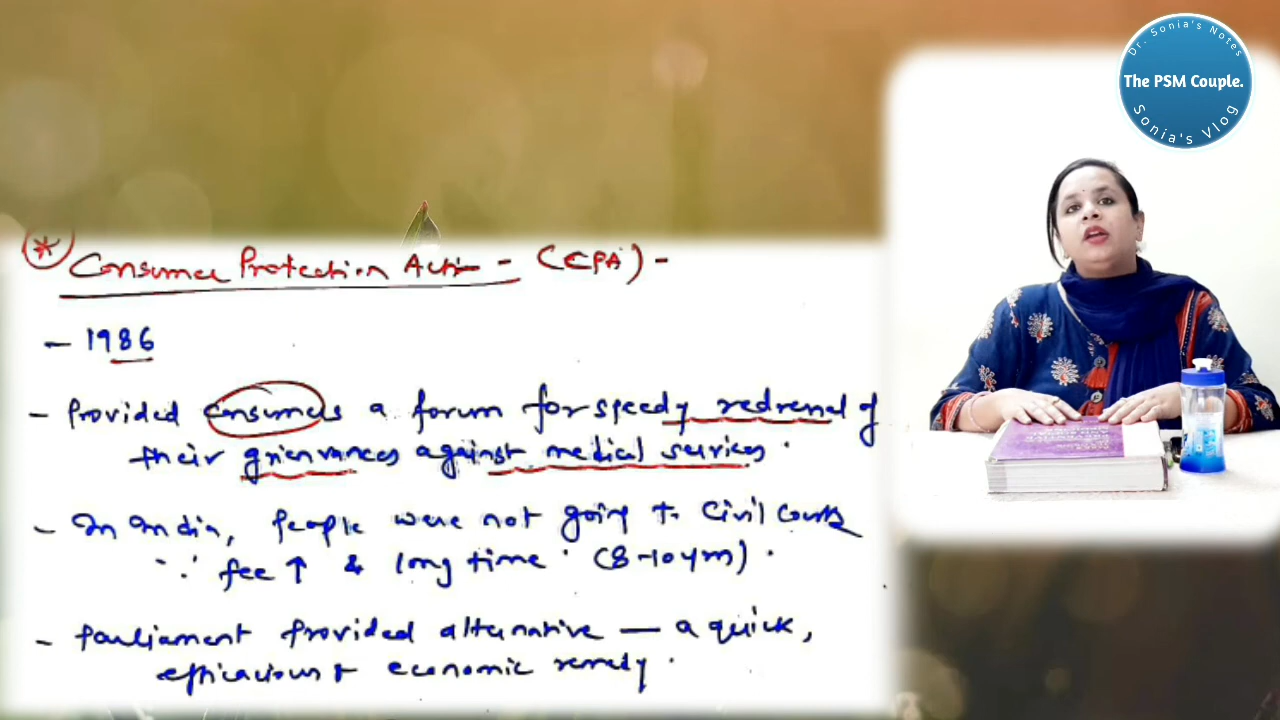 Dr. Sonia's Notes
The PSM Couple.
Sonia's Vlog
* Consumer Protection Act - (CPA) -
- 1986
- Provided consumers a forum for speedy redressal of
their grievances against medical services.
- In India, people were not going to Civil Courts
∵ fee ↑ & long time. (8-10 yrs).
- Parliament provided alternative — a quick,
efficacious & economic remedy.